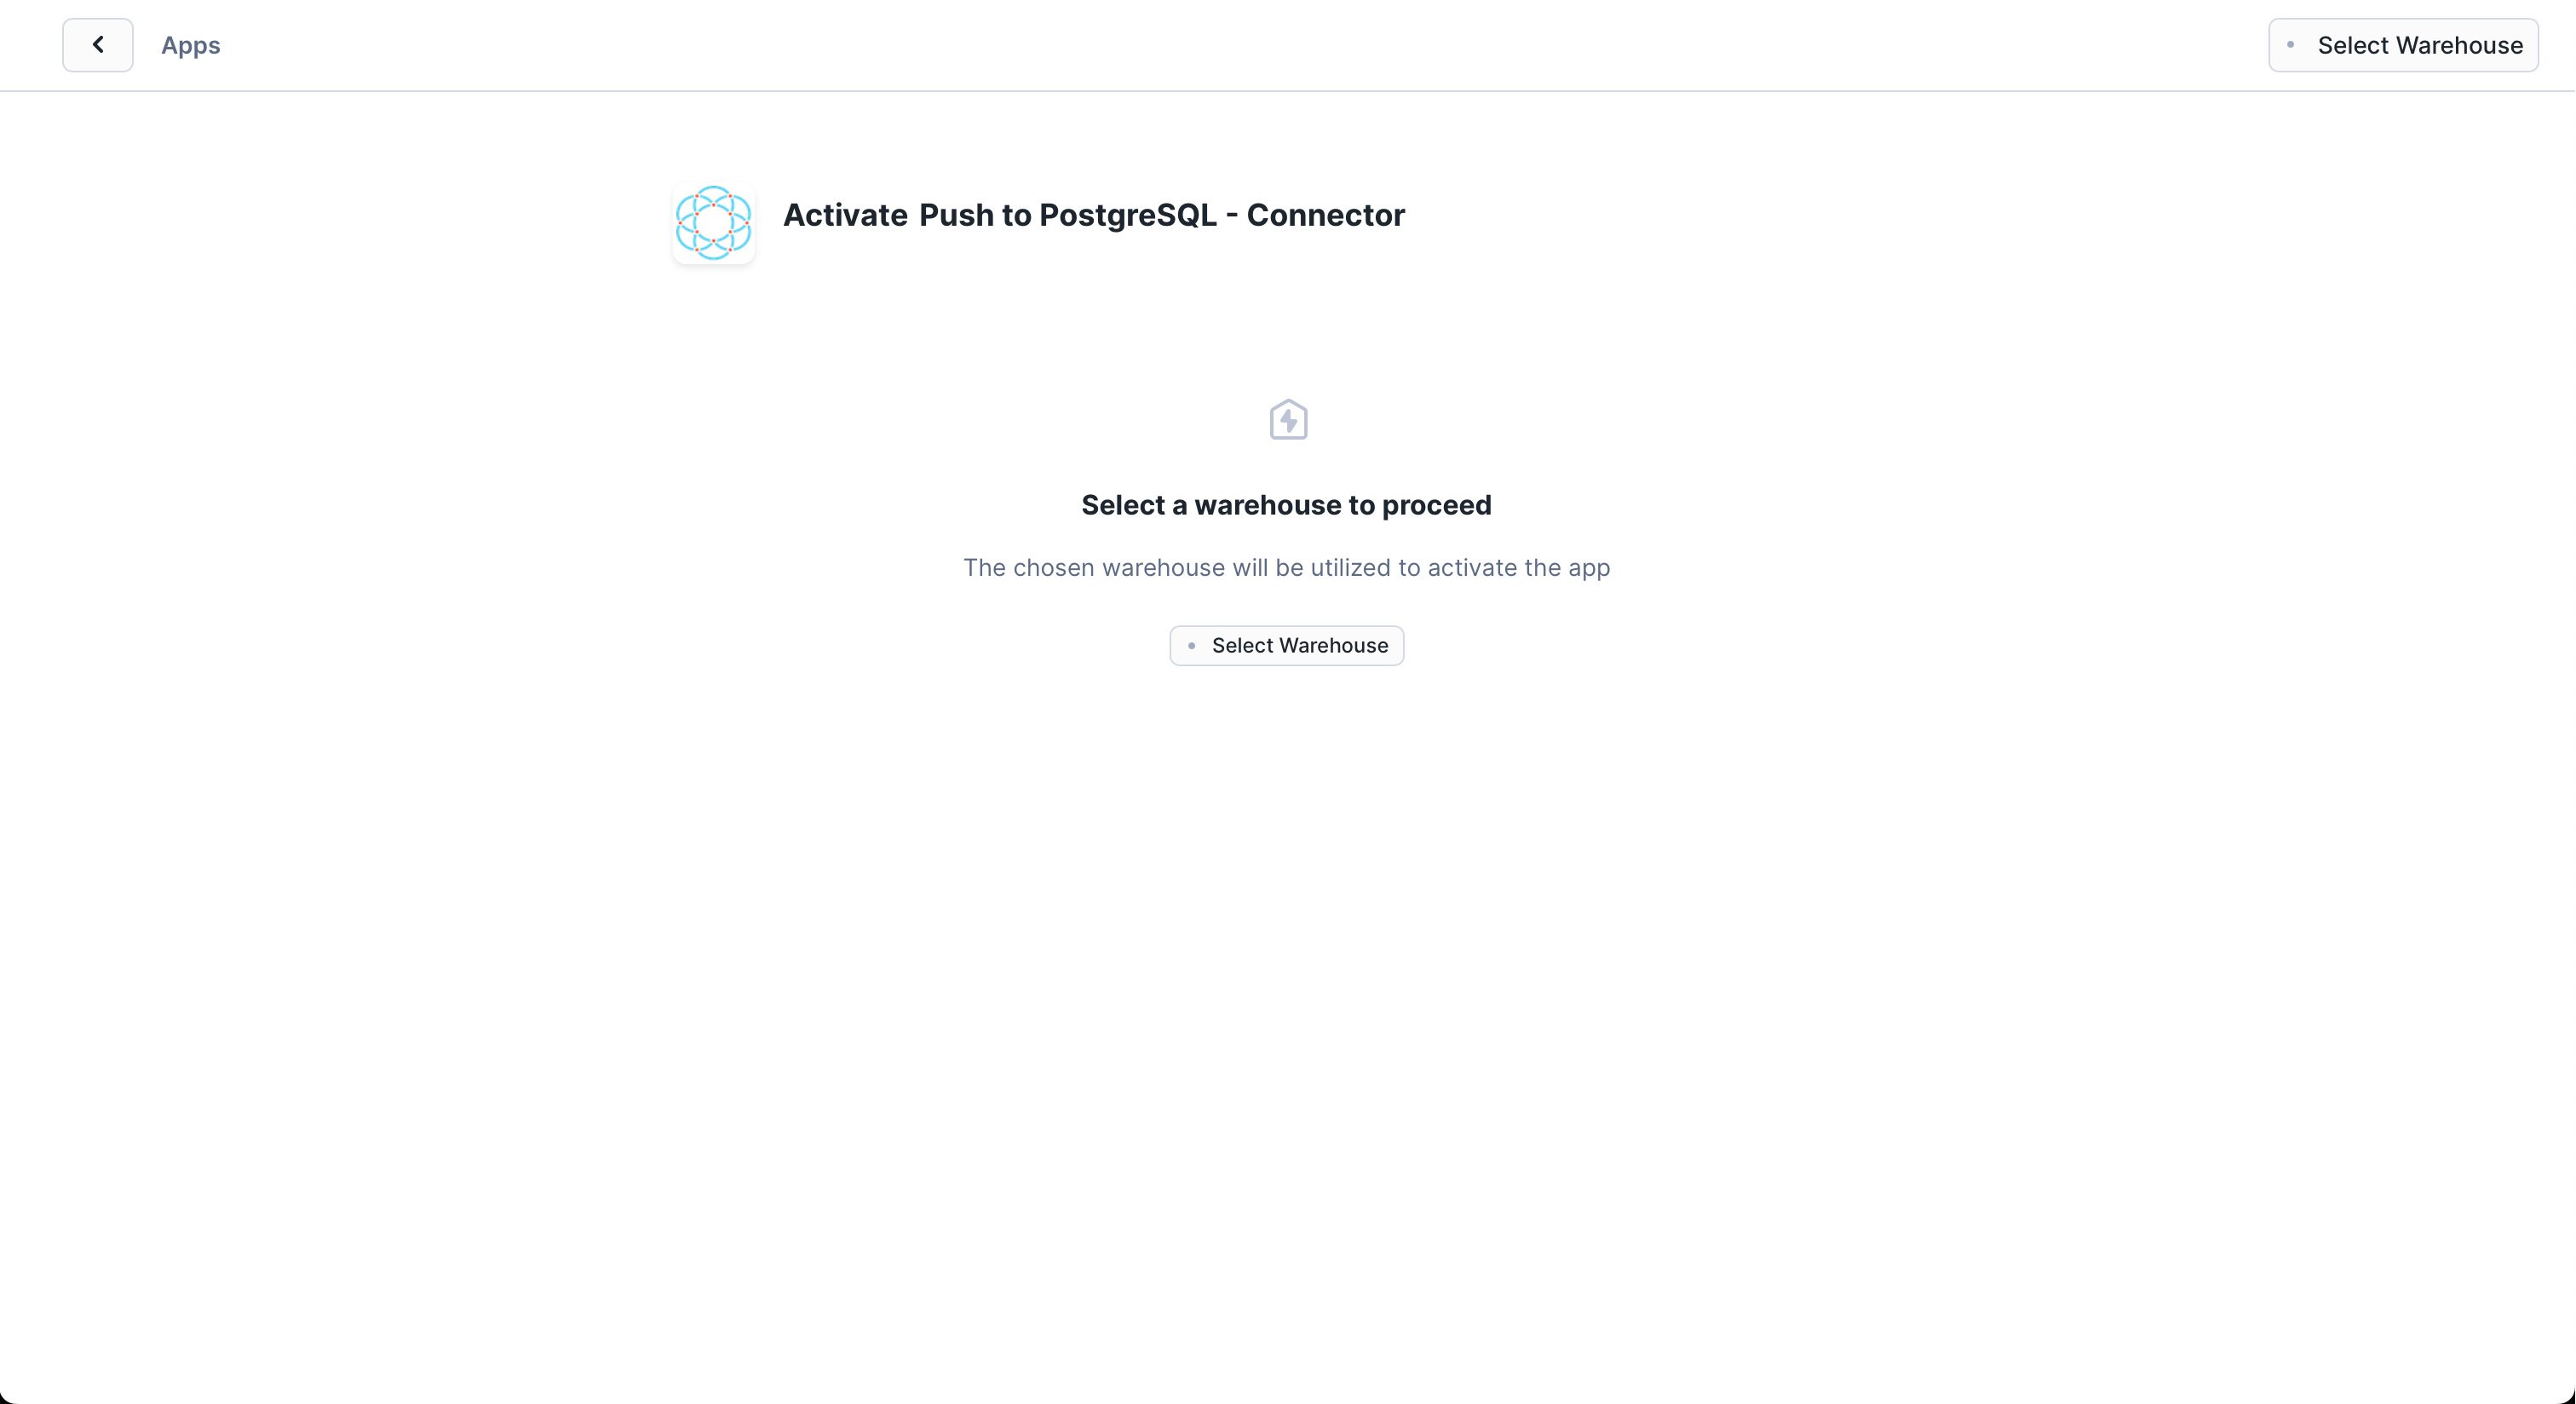 Apps
Select Warehouse
Activate Push to PostgreSQL - Connector
Select a warehouse to proceed
The chosen warehouse will be utilized to activate the app
Select Warehouse